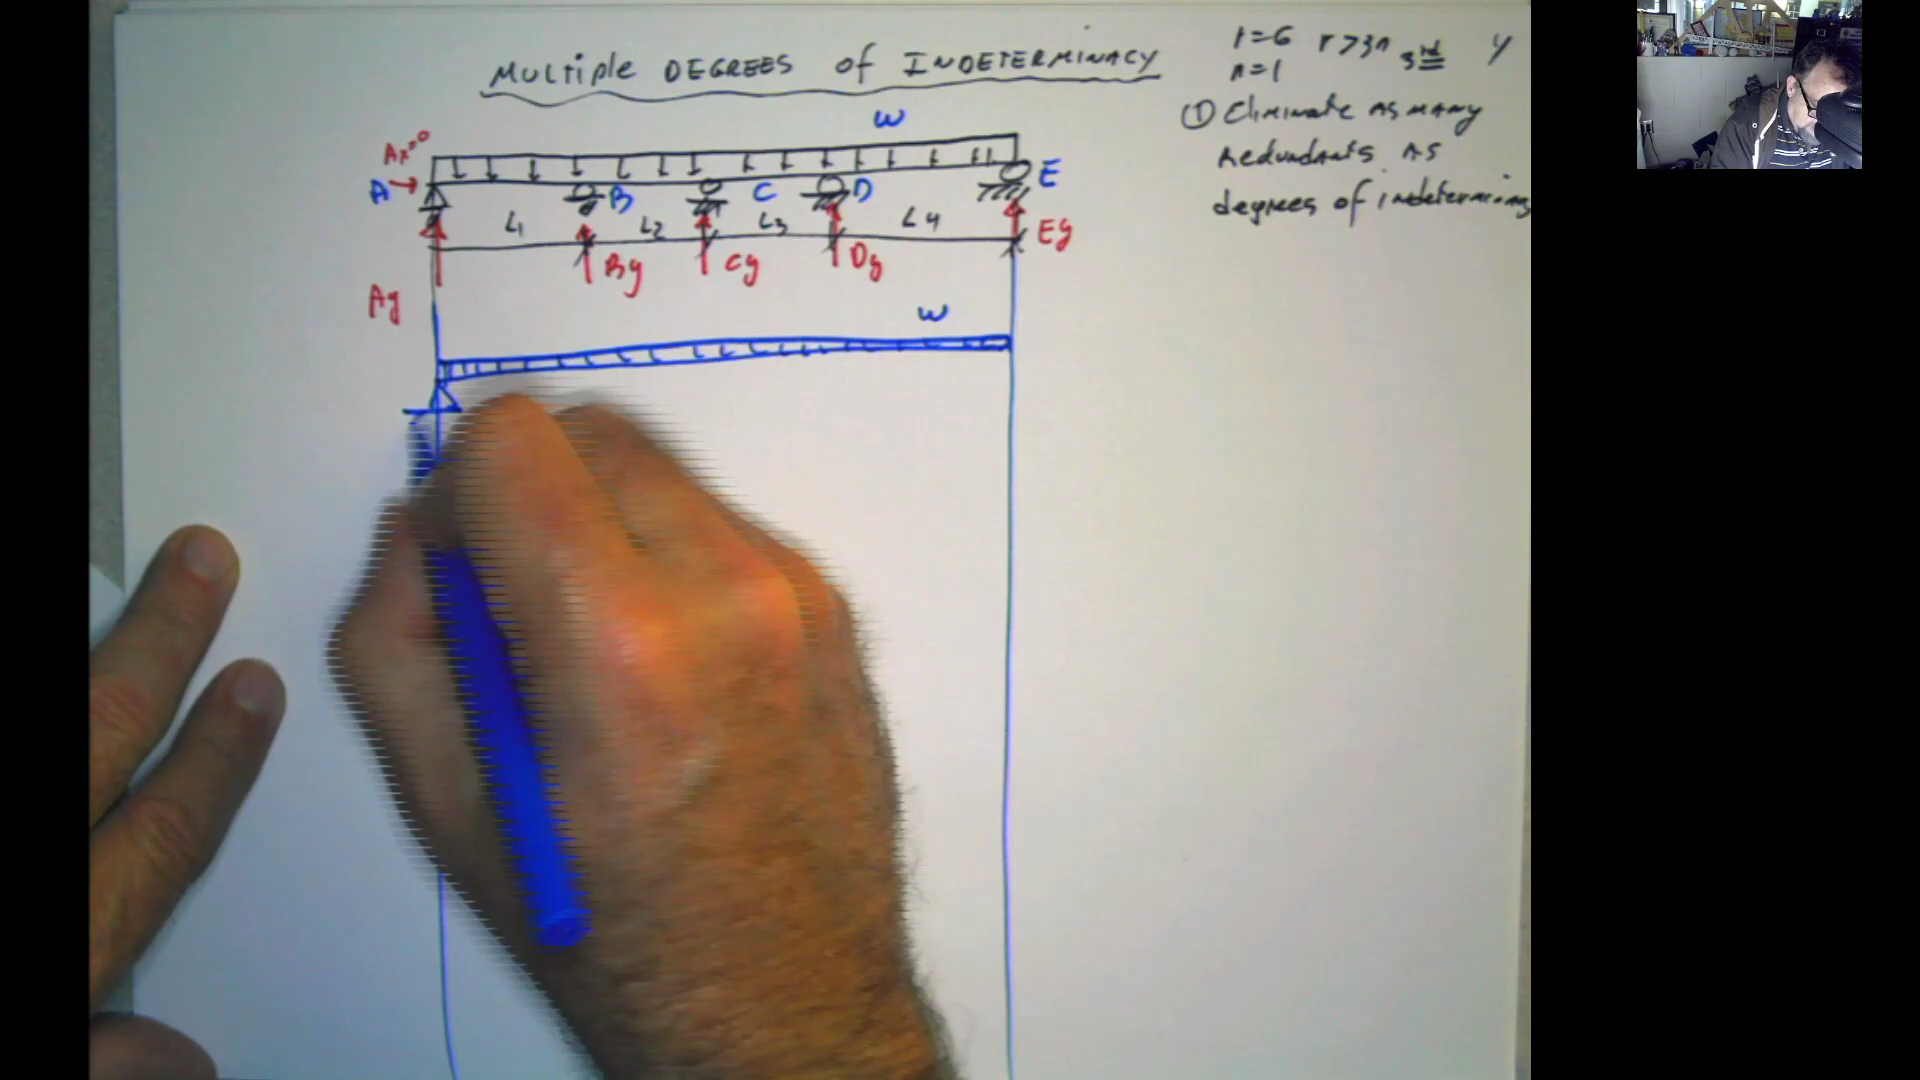 MULTIPLE DEGREES of INDETERMINACY
r=6 r>3n 3rd
n=1
① Eliminate AS MANY
Redundants AS
degrees of indeterminacy
w
Ax=0
A B C D E
L1 L2 L3 L4
Ay By Cy Dy Ey
w